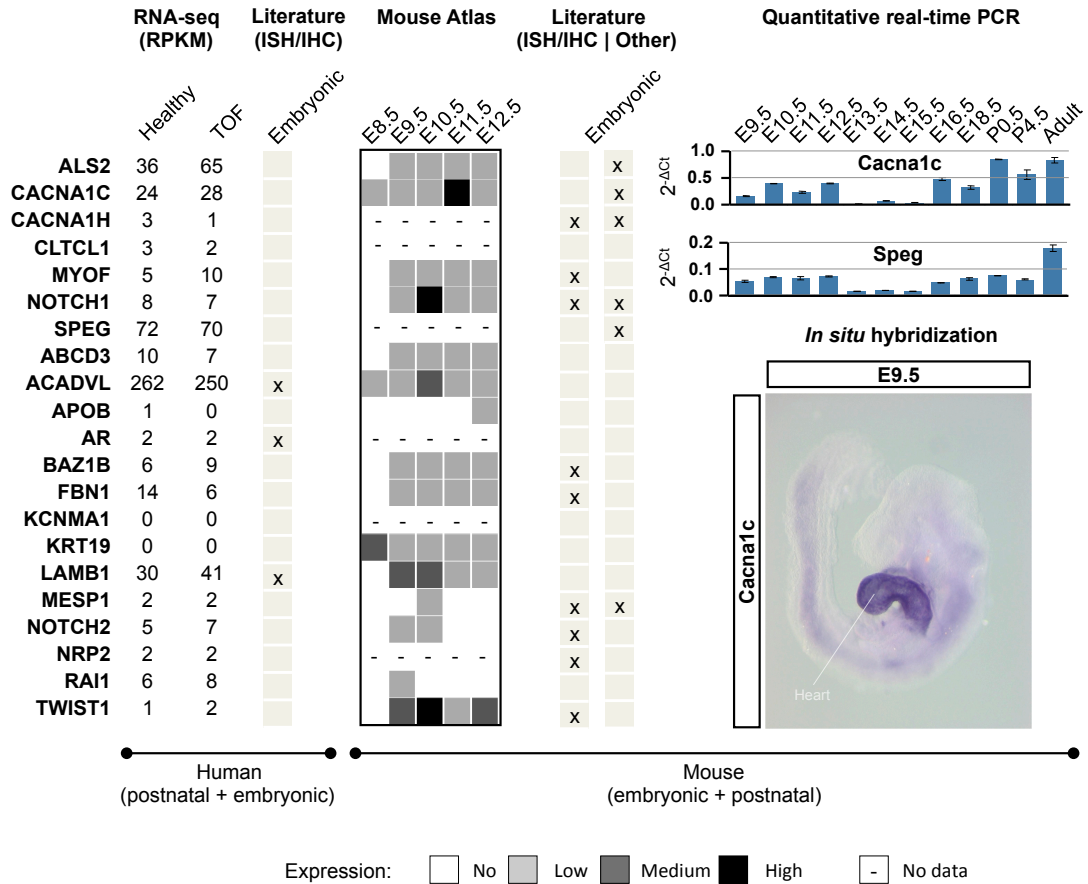 RNA-seq
(RPKM)
Literature
(ISH/IHC)
Mouse Atlas
Literature
(ISH/IHC | Other)
Quantitative real-time PCR
Healthy
TOF
Embryonic
E8.5
E9.5
E10.5
E11.5
E12.5
Embryonic
E9.5
E10.5
E11.5
E12.5
E13.5
E14.5
E15.5
E16.5
E18.5
P0.5
P4.5
Adult
ALS2 36 65 x
CACNA1C 24 28 x
CACNA1H 3 1 - - - - - x x
CLTCL1 3 2 - - - - -
MYOF 5 10 x
NOTCH1 8 7 x x
SPEG 72 70 - - - - - x
ABCD3 10 7
ACADVL 262 250 x
APOB 1 0
AR 2 2 x - - - - -
BAZ1B 6 9 x
FBN1 14 6 x
KCNMA1 0 0 - - - - -
KRT19 0 0
LAMB1 30 41 x
MESP1 2 2 x x
NOTCH2 5 7 x
NRP2 2 2 - - - - - x
RAI1 6 8
TWIST1 1 2 x
2-ΔCt
1.0
0.5
0.0
Cacna1c
2-ΔCt
0.2
0.1
0.0
Speg
In situ hybridization
E9.5
Cacna1c
Heart
Human
(postnatal + embryonic)
Mouse
(embryonic + postnatal)
Expression: No Low Medium High - No data